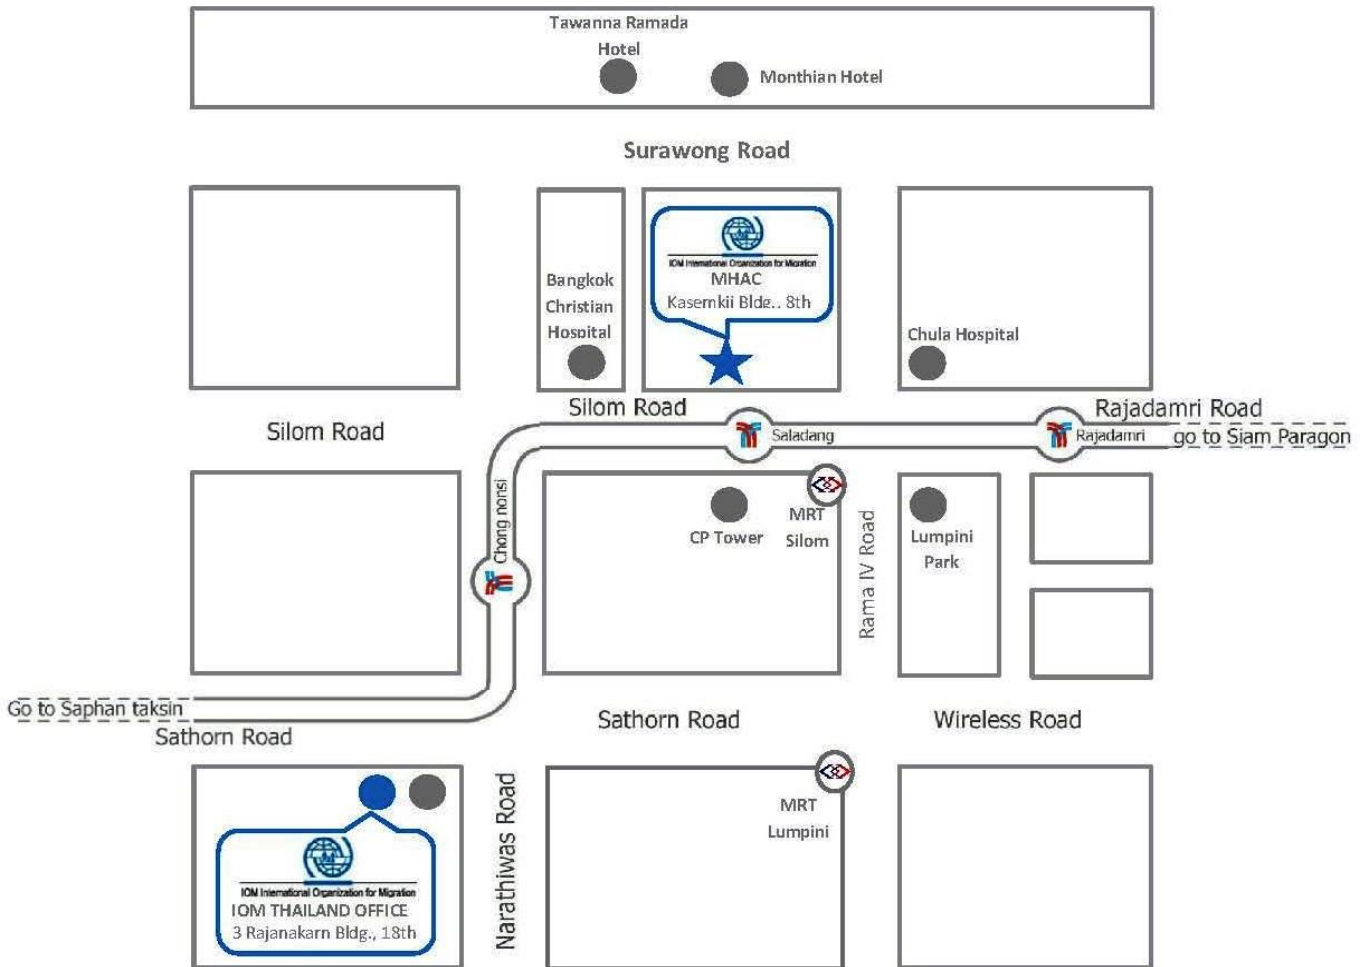 Tawanna Ramada
Hotel
Monthian Hotel
Surawong Road
IOM International Organization for Migration
MHAC
Kasemkii Bldg., 8th
Bangkok
Christian
Hospital
Chula Hospital
Silom Road
Silom Road
Rajadamri Road
Saladang
Rajadamri
go to Siam Paragon
Chong nonsi
CP Tower
MRT
Silom
Rama IV Road
Lumpini
Park
Go to Saphan taksin
Sathorn Road
Sathorn Road
Wireless Road
Narathiwas Road
MRT
Lumpini
IOM International Organization for Migration
IOM THAILAND OFFICE
3 Rajanakarn Bldg., 18th